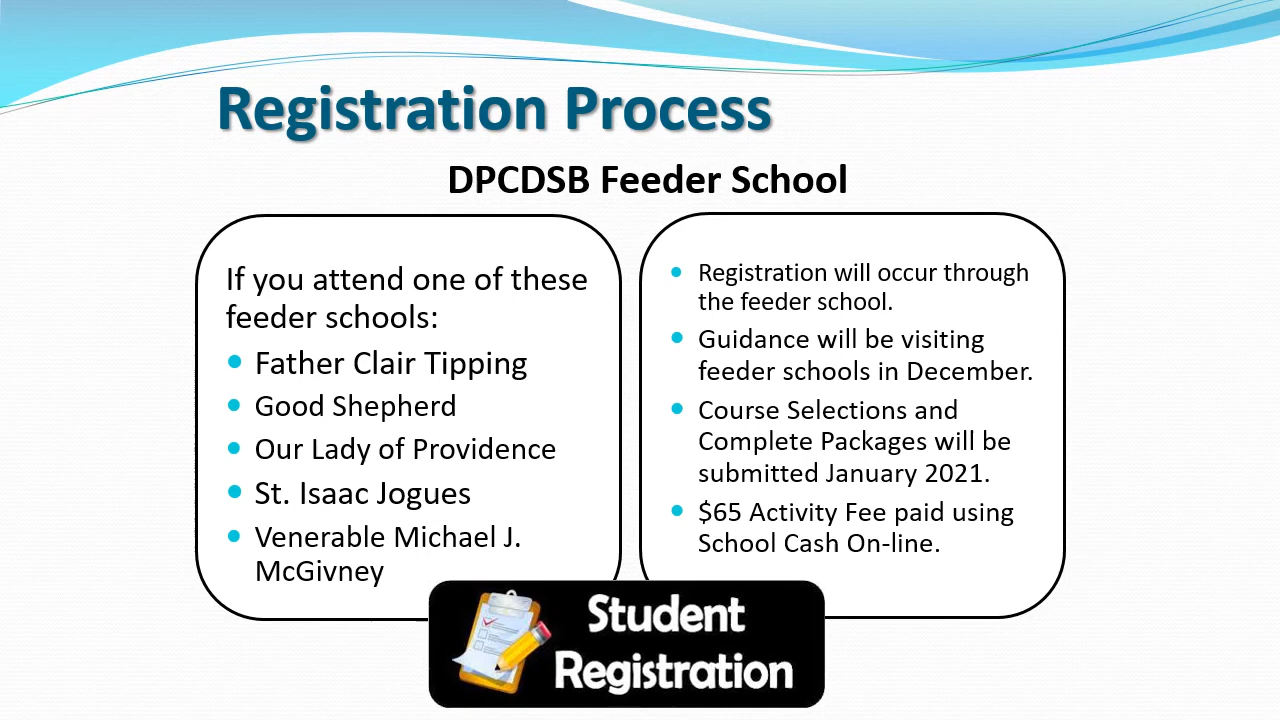 Registration Process
DPCDSB Feeder School
If you attend one of these
feeder schools:
• Father Clair Tipping
• Good Shepherd
• Our Lady of Providence
• St. Isaac Jogues
• Venerable Michael J.
McGivney
• Registration will occur through
the feeder school.
• Guidance will be visiting
feeder schools in December.
• Course Selections and
Complete Packages will be
submitted January 2021.
• $65 Activity Fee paid using
School Cash On-line.
Student
Registration